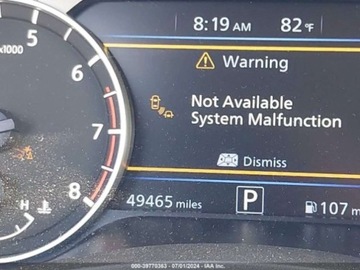 8:19 AM 82°F
x1000
5
Warning
6
Not Available
System Malfunction
7
Dismiss
8
49465 miles P 107 m
H
000-39770383 - 07/01/2024 - IAA Inc.